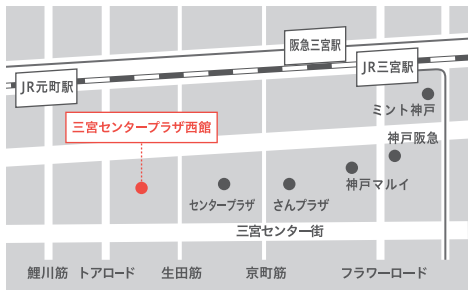 阪急三宮駅
JR三宮駅
JR元町駅
ミント神戸
三宮センタープラザ西館
神戸阪急
神戸マルイ
センタープラザ
さんプラザ
三宮センター街
鯉川筋
トアロード
生田筋
京町筋
フラワーロード